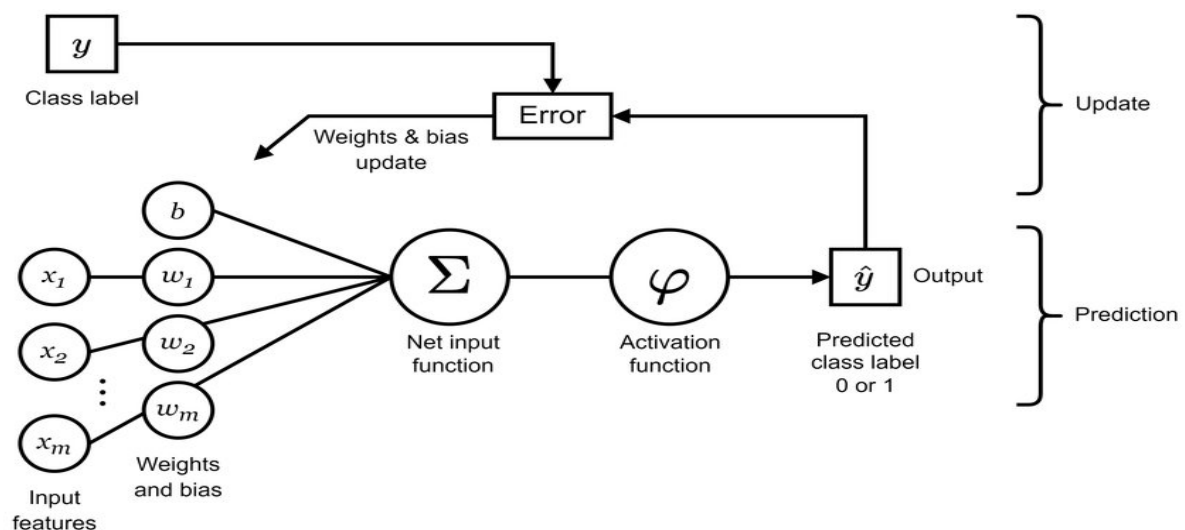 y
Class label
Error
Update
Weights & bias
update
b
x₁
w₁
Σ
φ
ŷ
Output
x₂
w₂
Net input
function
Activation
function
Predicted
class label
0 or 1
Prediction
⋮
xₘ
wₘ
Weights
and bias
Input
features